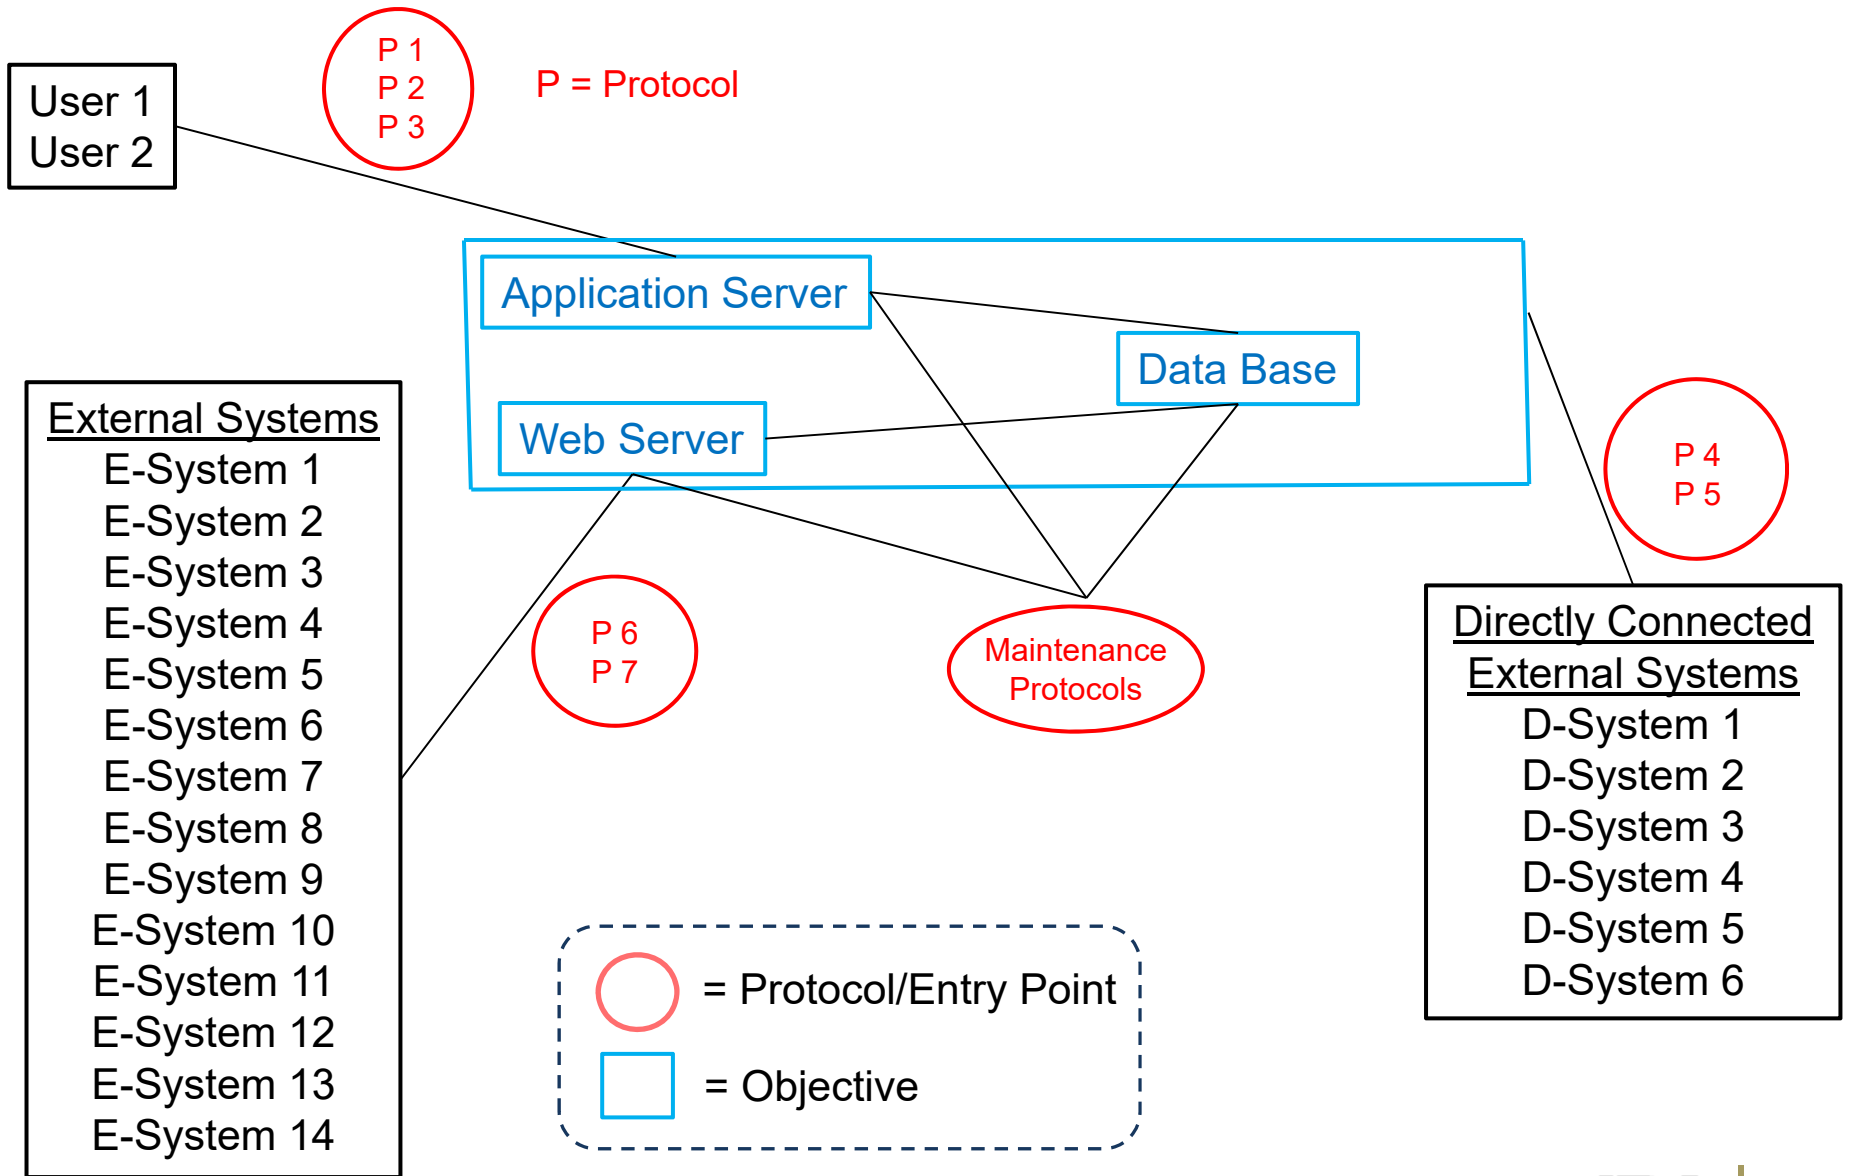 P 1
P 2
P 3
P = Protocol
User 1
User 2
Application Server
Data Base
Web Server
External Systems
E-System 1
E-System 2
E-System 3
E-System 4
E-System 5
E-System 6
E-System 7
E-System 8
E-System 9
E-System 10
E-System 11
E-System 12
E-System 13
E-System 14
P 6
P 7
Maintenance
Protocols
P 4
P 5
Directly Connected
External Systems
D-System 1
D-System 2
D-System 3
D-System 4
D-System 5
D-System 6
= Protocol/Entry Point
= Objective